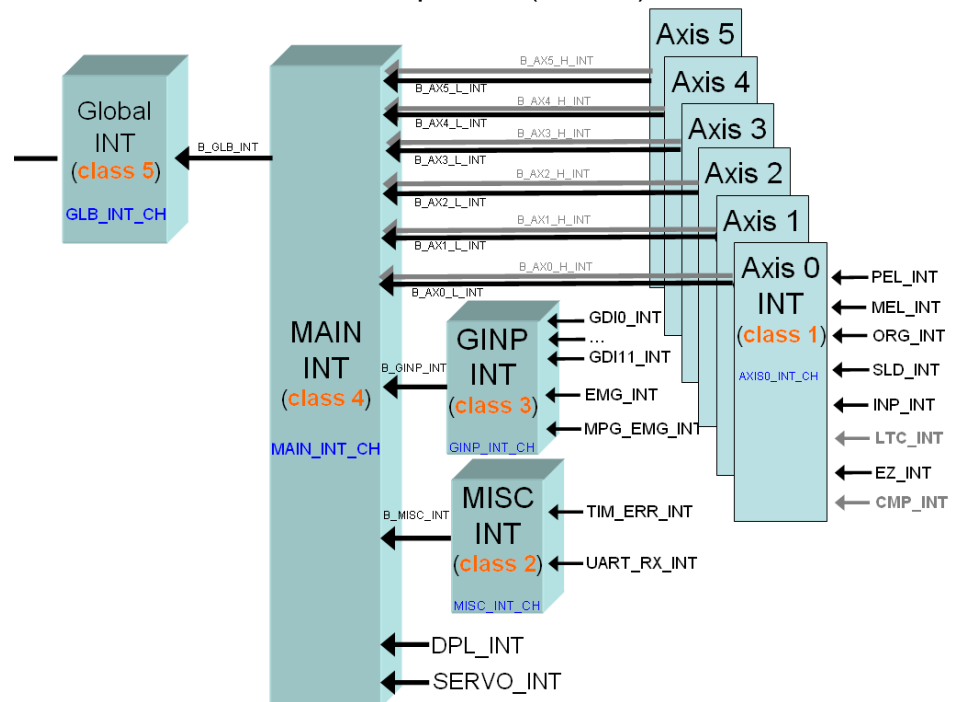 Axis 5
Axis 4
Axis 3
Axis 2
Axis 1
Axis 0
INT
(class 1)
AXIS0_INT_CH
B_AX5_H_INT
B_AX5_L_INT
B_AX4_H_INT
B_AX4_L_INT
B_AX3_H_INT
B_AX3_L_INT
B_AX2_H_INT
B_AX2_L_INT
B_AX1_H_INT
B_AX1_L_INT
B_AX0_H_INT
B_AX0_L_INT
Global
INT
(class 5)
GLB_INT_CH
B_GLB_INT
MAIN
INT
(class 4)
MAIN_INT_CH
B_GINP_INT
GINP
INT
(class 3)
GINP_INT_CH
GDI0_INT
...
GDI11_INT
EMG_INT
MPG_EMG_INT
B_MISC_INT
MISC
INT
(class 2)
MISC_INT_CH
TIM_ERR_INT
UART_RX_INT
DPL_INT
SERVO_INT
PEL_INT
MEL_INT
ORG_INT
SLD_INT
INP_INT
LTC_INT
EZ_INT
CMP_INT